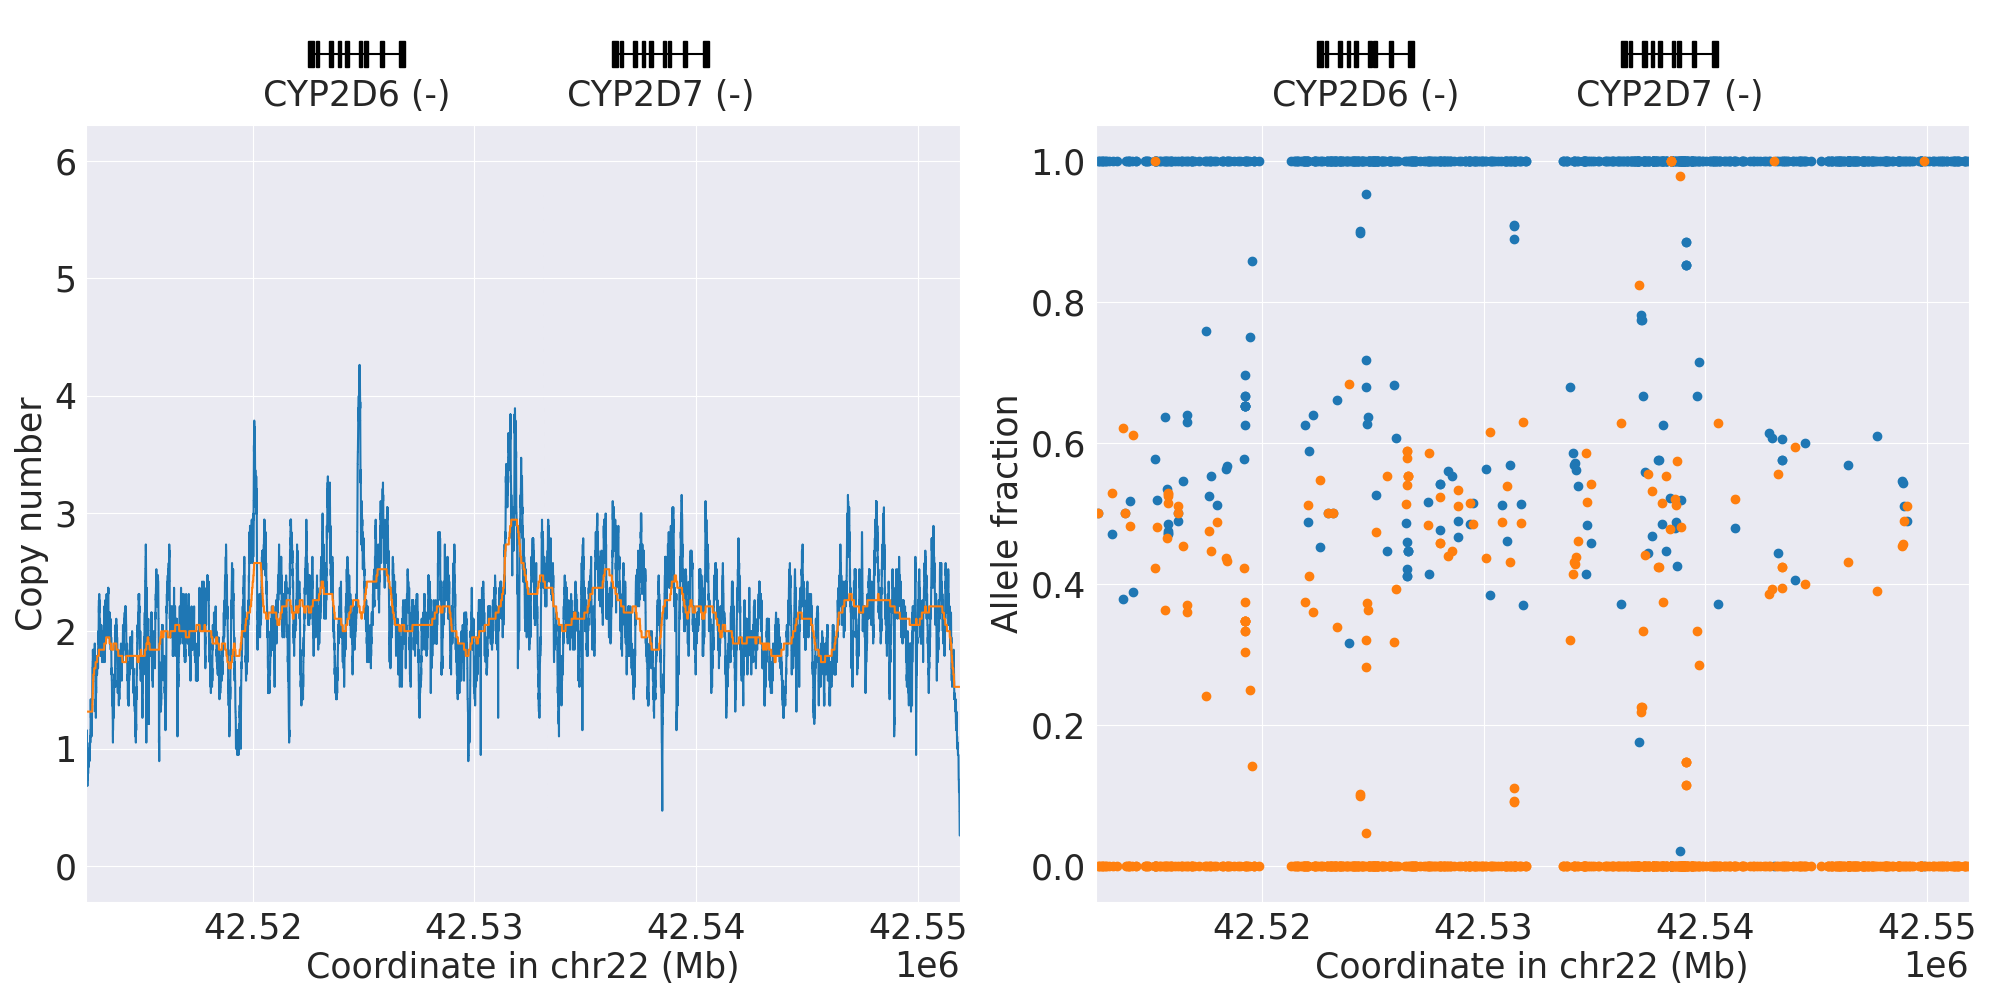 CYP2D6 (-)
CYP2D7 (-)
6
5
4
3
2
1
0
Copy number
42.52
42.53
42.54
42.55
1e6
Coordinate in chr22 (Mb)
CYP2D6 (-)
CYP2D7 (-)
1.0
0.8
0.6
0.4
0.2
0.0
Allele fraction
42.52
42.53
42.54
42.55
1e6
Coordinate in chr22 (Mb)